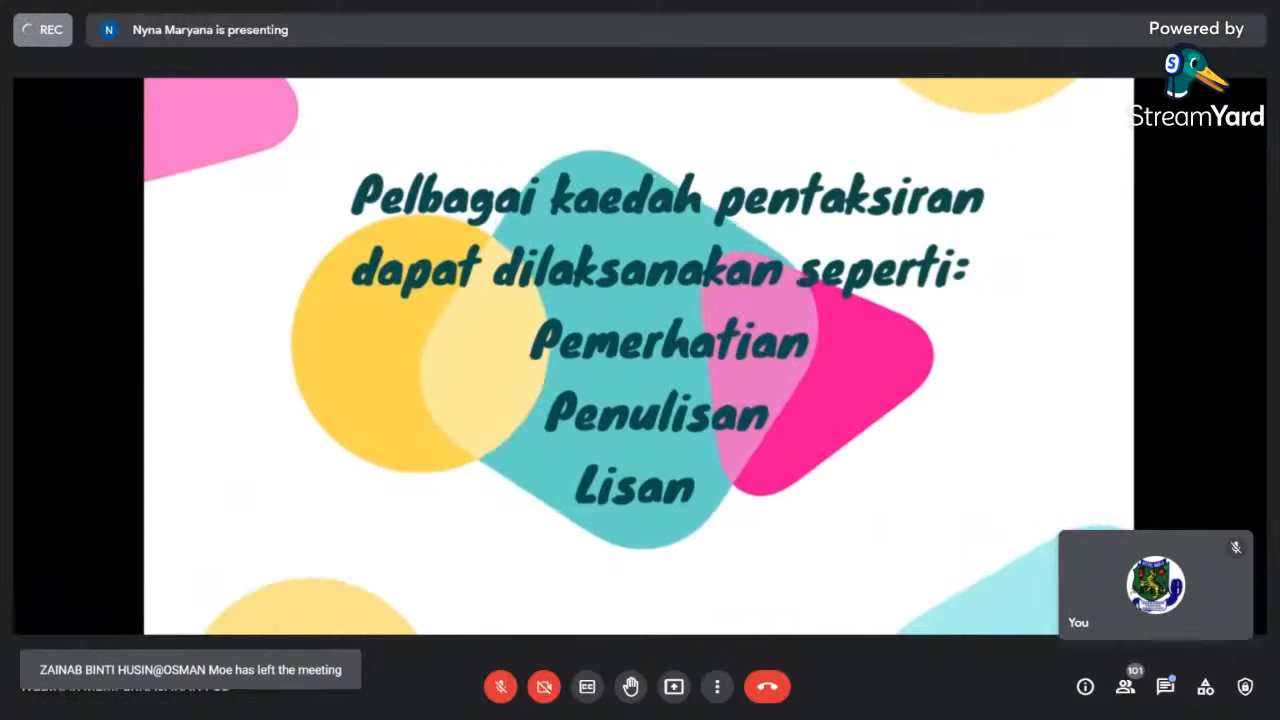 REC
N
Nyna Maryana is presenting
Powered by
S
StreamYard
Pelbagai kaedah pentaksiran
dapat dilaksanakan seperti:
Pemerhatian
Penulisan
Lisan
You
ZAINAB BINTI HUSIN@OSMAN Moe has left the meeting
101